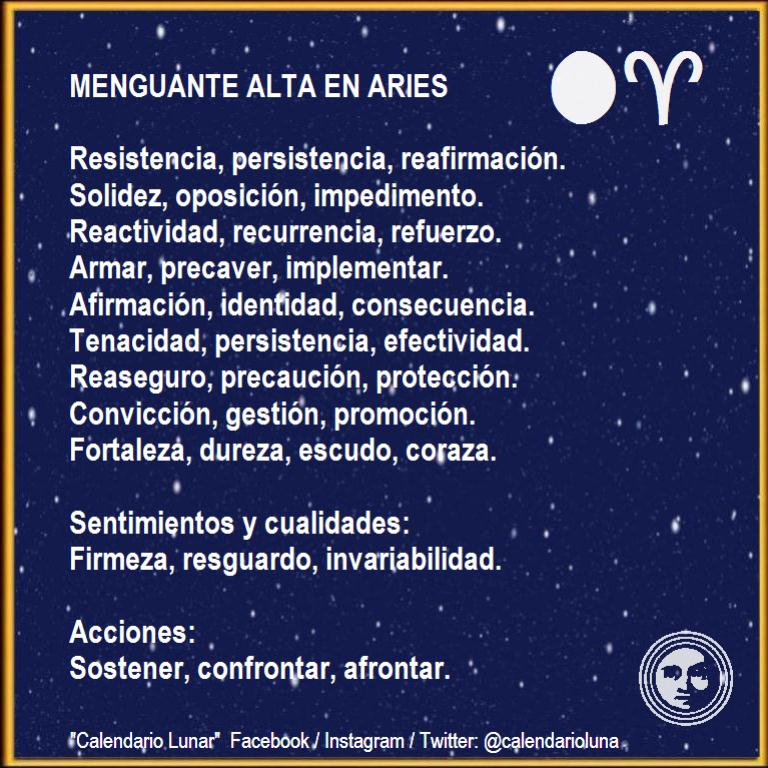 MENGUANTE ALTA EN ARIES
Resistencia, persistencia, reafirmación.
Solidez, oposición, impedimento.
Reactividad, recurrencia, refuerzo.
Armar, precaver, implementar.
Afirmación, identidad, consecuencia.
Tenacidad, persistencia, efectividad.
Reaseguro, precaución, protección.
Convicción, gestión, promoción.
Fortaleza, dureza, escudo, coraza.
Sentimientos y cualidades:
Firmeza, resguardo, invariabilidad.
Acciones:
Sostener, confrontar, afrontar.
"Calendario Lunar" Facebook / Instagram / Twitter: @calendarioluna